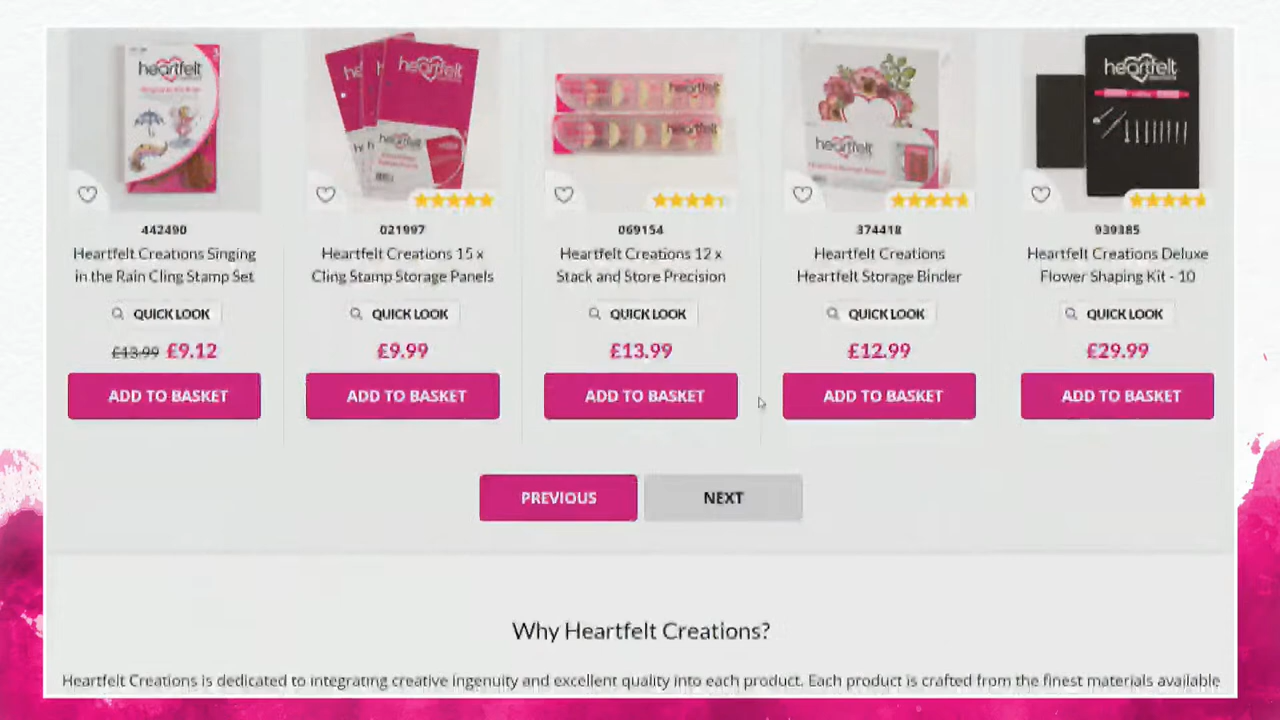 heartfelt
heartfelt
heartfelt
heartfelt
heartfelt
heartfelt
heartfelt
442490
021997
069154
374418
939385
Heartfelt Creations Singing
in the Rain Cling Stamp Set
Heartfelt Creations 15 x
Cling Stamp Storage Panels
Heartfelt Creations 12 x
Stack and Store Precision
Heartfelt Creations
Heartfelt Storage Binder
Heartfelt Creations Deluxe
Flower Shaping Kit - 10
QUICK LOOK
QUICK LOOK
QUICK LOOK
QUICK LOOK
QUICK LOOK
£13.99 £9.12
£9.99
£13.99
£12.99
£29.99
ADD TO BASKET
ADD TO BASKET
ADD TO BASKET
ADD TO BASKET
ADD TO BASKET
PREVIOUS
NEXT
Why Heartfelt Creations?
Heartfelt Creations is dedicated to integrating creative ingenuity and excellent quality into each product. Each product is crafted from the finest materials available